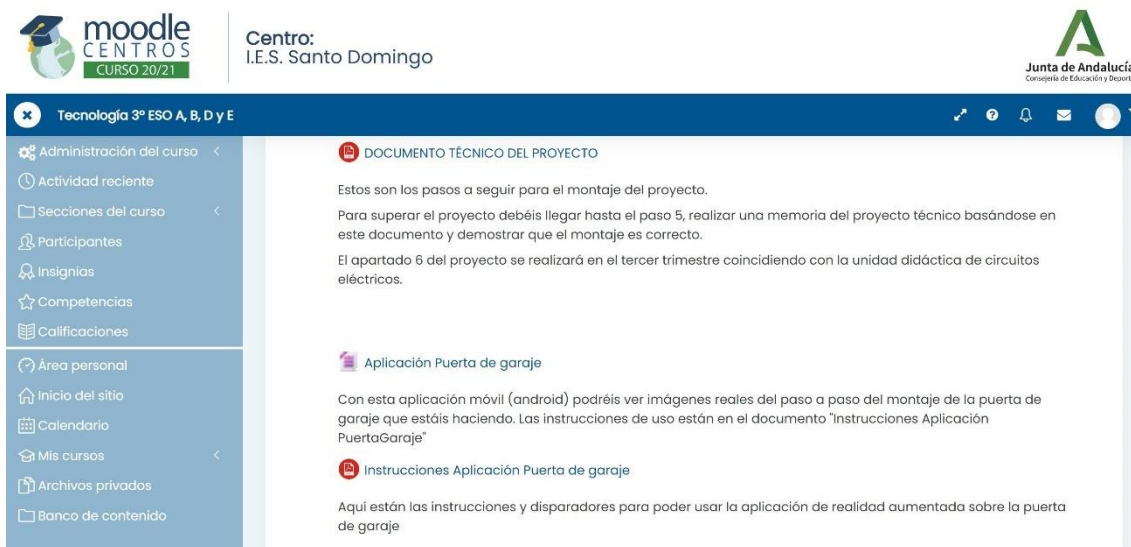 moodle
CENTROS
CURSO 20/21
Centro:
I.E.S. Santo Domingo
Junta de Andalucía
Consejería de Educación y Deport
Tecnología 3º ESO A, B, D y E
Administración del curso
Actividad reciente
Secciones del curso
Participantes
Insignias
Competencias
Calificaciones
Área personal
Inicio del sitio
Calendario
Mis cursos
Archivos privados
Banco de contenido
DOCUMENTO TÉCNICO DEL PROYECTO
Estos son los pasos a seguir para el montaje del proyecto.
Para superar el proyecto debéis llegar hasta el paso 5, realizar una memoria del proyecto técnico basándose en
este documento y demostrar que el montaje es correcto.
El apartado 6 del proyecto se realizará en el tercer trimestre coincidiendo con la unidad didáctica de circuitos
eléctricos.
Aplicación Puerta de garaje
Con esta aplicación móvil (android) podréis ver imágenes reales del paso a paso del montaje de la puerta de
garaje que estáis haciendo. Las instrucciones de uso están en el documento "Instrucciones Aplicación
PuertaGaraje"
Instrucciones Aplicación Puerta de garaje
Aquí están las instrucciones y disparadores para poder usar la aplicación de realidad aumentada sobre la puerta
de garaje